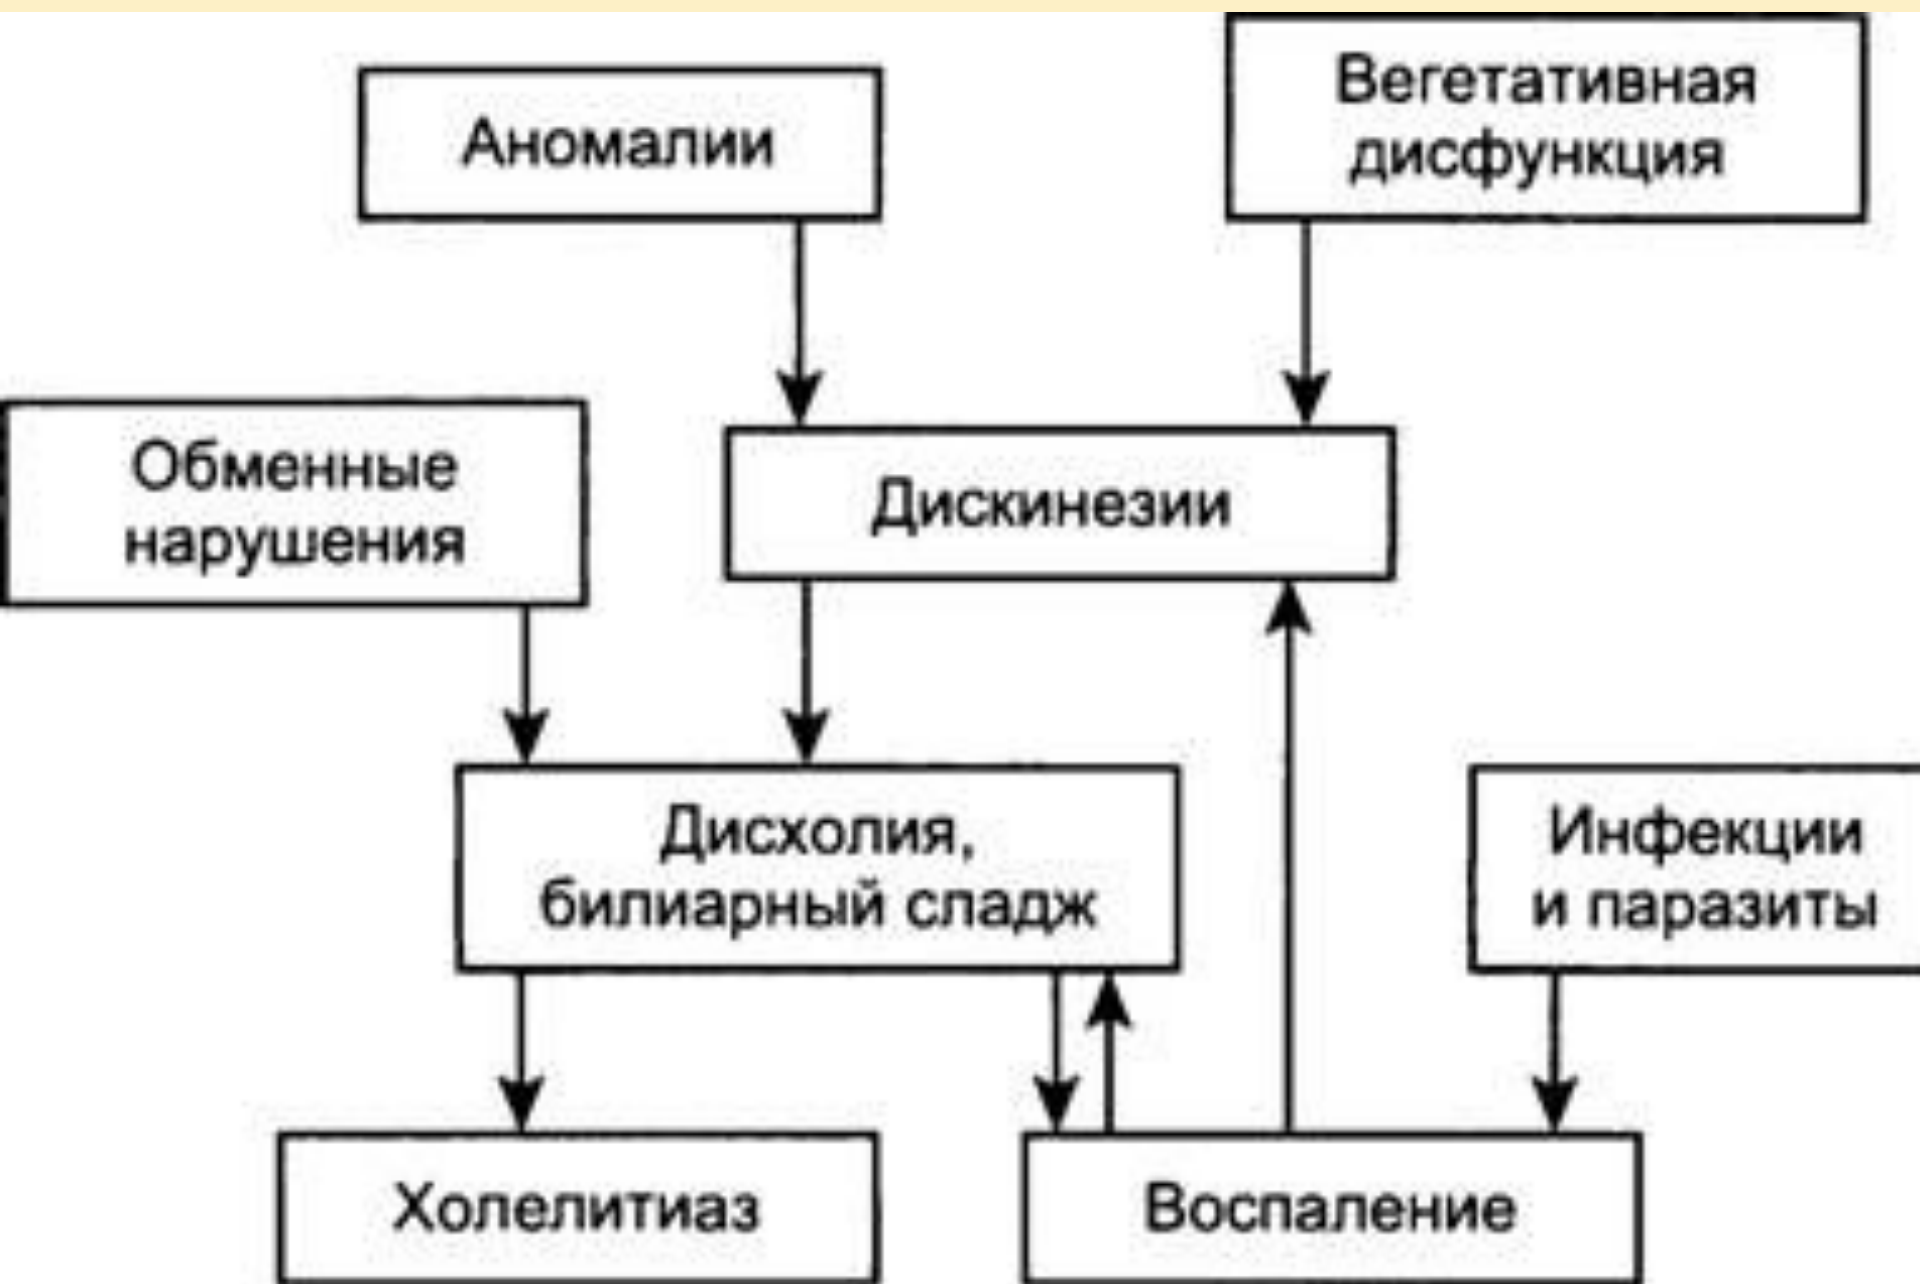 Аномалии
Вегетативная
дисфункция
Обменные
нарушения
Дискинезии
Дисхолия,
билиарный сладж
Инфекции
и паразиты
Холелитиаз
Воспаление